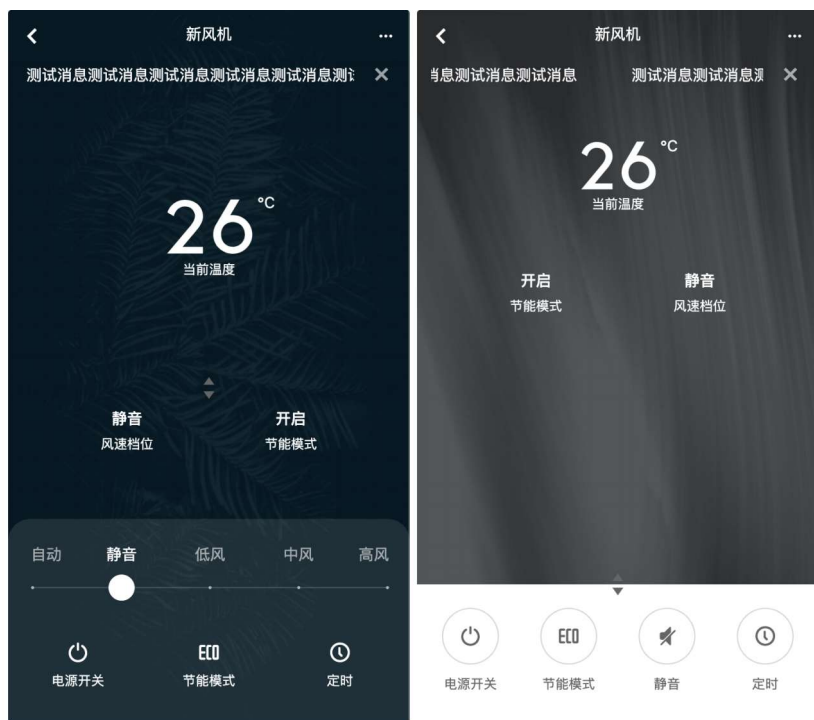 新风机
测试消息测试消息测试消息测试消息测试消息测
26
°C
当前温度
静音 开启
风速档位 节能模式
自动 静音 低风 中风 高风
ECO
电源开关 节能模式 定时
新风机
息测试消息测试消息 测试消息测试消息
26
°C
当前温度
开启 静音
节能模式 风速档位
ECO
电源开关 节能模式 静音 定时